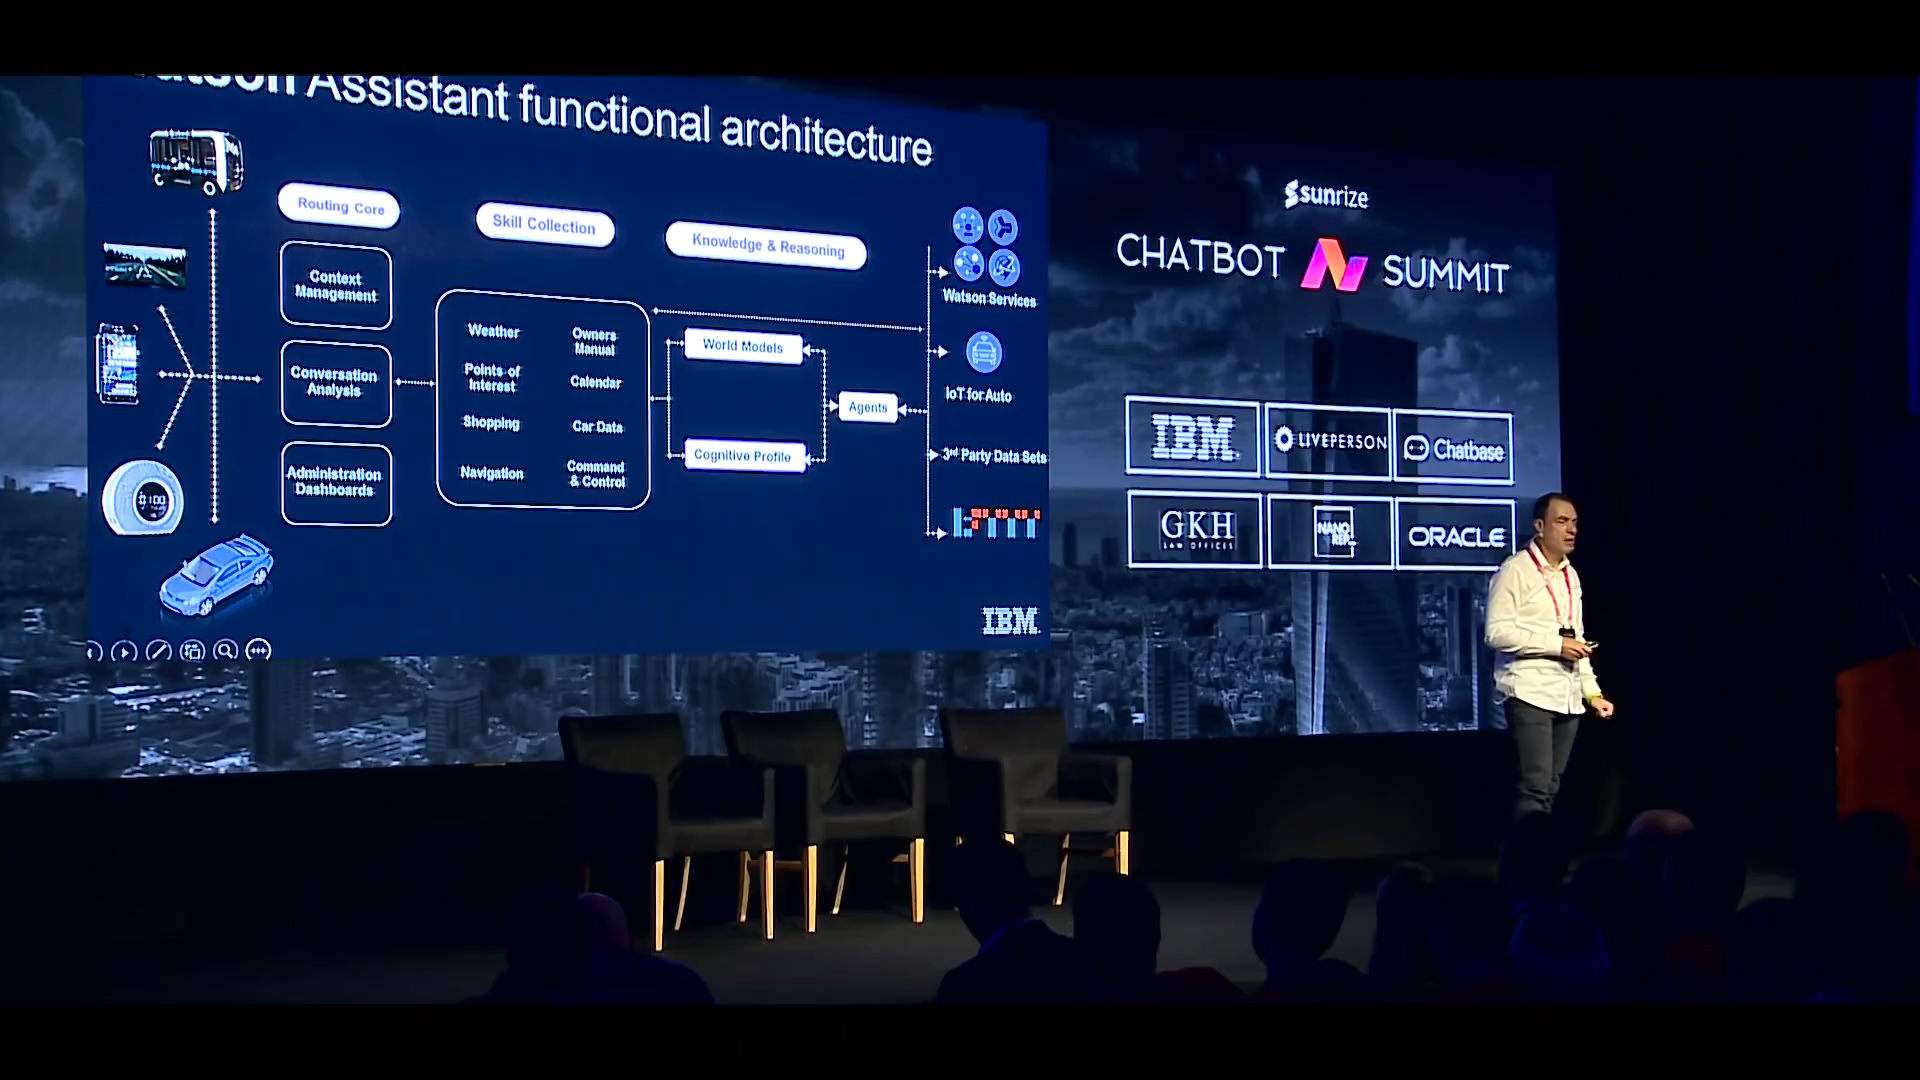 Assistant functional architecture
Routing Core
Skill Collection
Knowledge & Reasoning
Context
Management
Conversation
Analysis
Administration
Dashboards
Weather
Owners
Manual
Points of
Interest
Calendar
Shopping
Car Data
Navigation
Command
& Control
World Models
Cognitive Profile
Agents
Watson Services
IoT for Auto
3rd Party Data Sets
IBM
sunrize
CHATBOT SUMMIT
IBM
LIVEPERSON
Chatbase
GKH
LAW OFFICES
NANO
REP
ORACLE